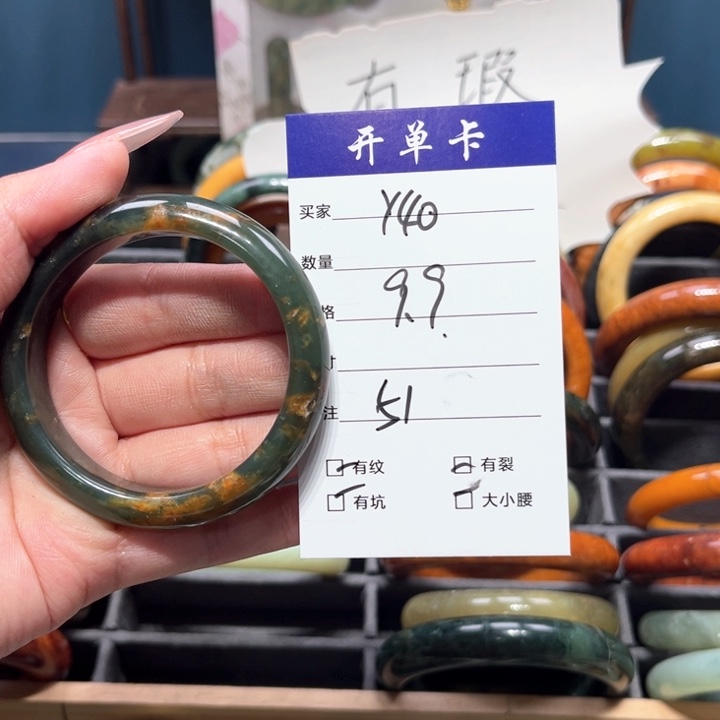 有 瑕
开单卡
买家 Y40
数量
格 9.9.
寸
注 51
有纹 有裂
有坑 大小腰